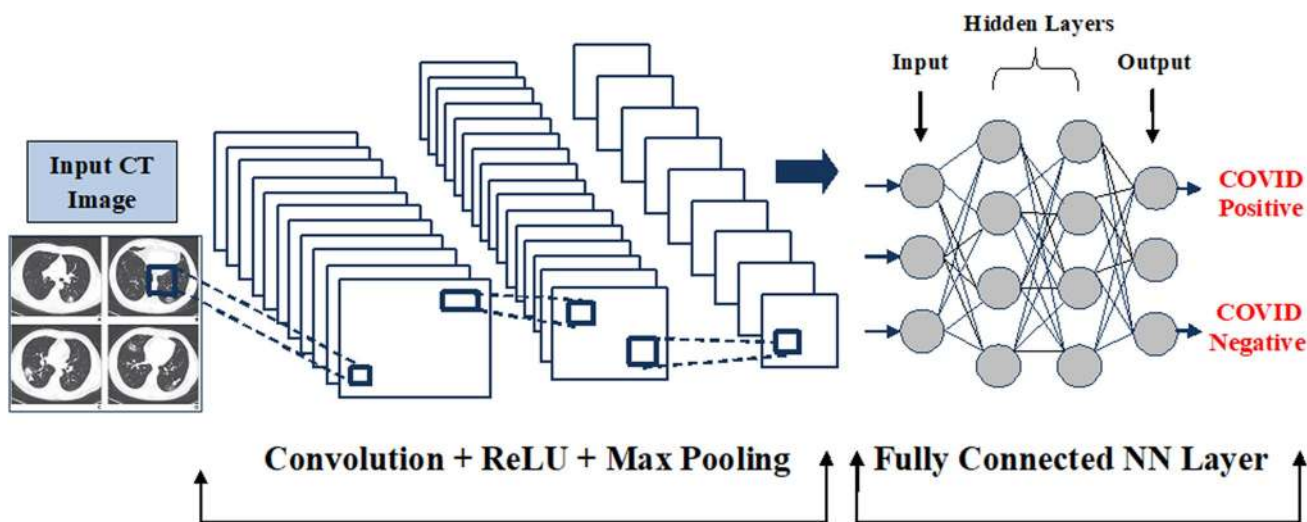 Input CT
Image
Hidden Layers
Input
Output
COVID
Positive
COVID
Negative
Convolution + ReLU + Max Pooling
Fully Connected NN Layer